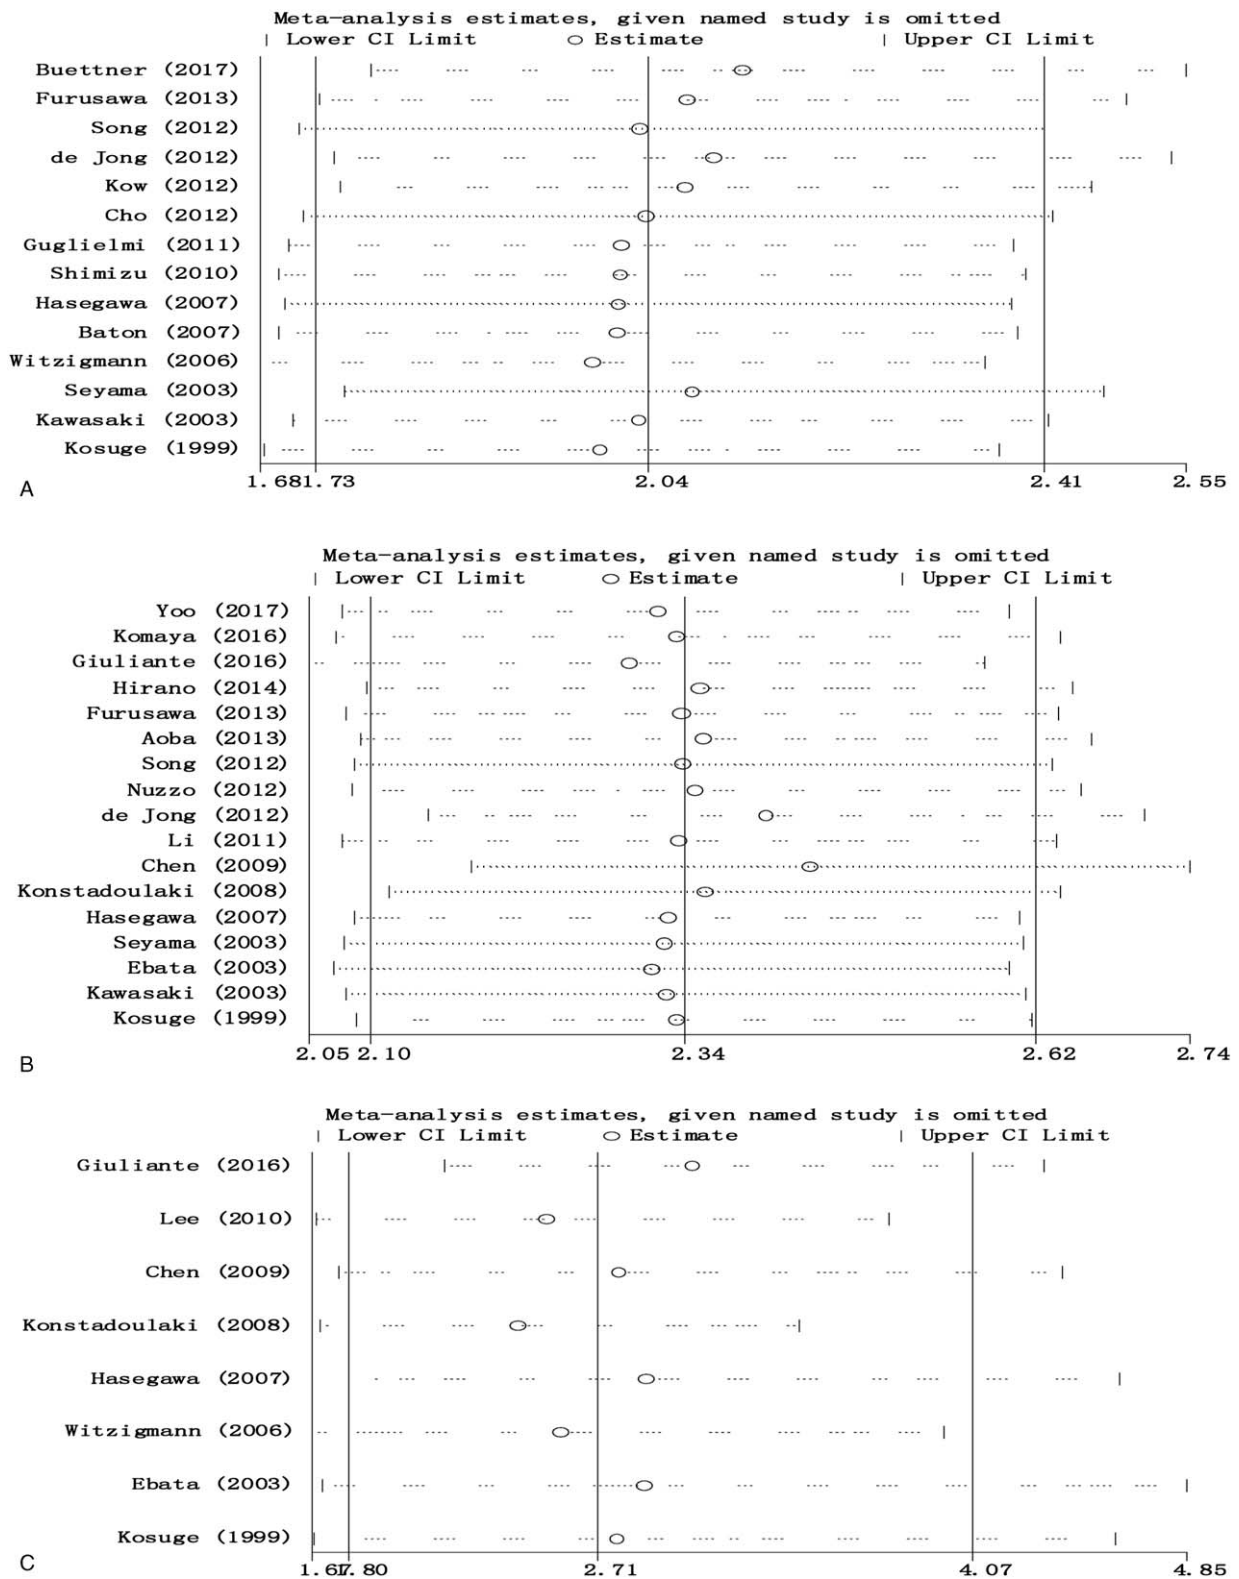 Meta-analysis estimates, given named study is omitted
| Lower CI Limit ○ Estimate | Upper CI Limit
Buettner (2017)
Furusawa (2013)
Song (2012)
de Jong (2012)
Kow (2012)
Cho (2012)
Guglielmi (2011)
Shimizu (2010)
Hasegawa (2007)
Baton (2007)
Witzigmann (2006)
Seyama (2003)
Kawasaki (2003)
Kosuge (1999)
1.68 1.73 2.04 2.41 2.55
A
Meta-analysis estimates, given named study is omitted
| Lower CI Limit ○ Estimate | Upper CI Limit
Yoo (2017)
Komaya (2016)
Giuliante (2016)
Hirano (2014)
Furusawa (2013)
Aoba (2013)
Song (2012)
Nuzzo (2012)
de Jong (2012)
Li (2011)
Chen (2009)
Konstadoulaki (2008)
Hasegawa (2007)
Seyama (2003)
Ebata (2003)
Kawasaki (2003)
Kosuge (1999)
2.05 2.10 2.34 2.62 2.74
B
Meta-analysis estimates, given named study is omitted
| Lower CI Limit ○ Estimate | Upper CI Limit
Giuliante (2016)
Lee (2010)
Chen (2009)
Konstadoulaki (2008)
Hasegawa (2007)
Witzigmann (2006)
Ebata (2003)
Kosuge (1999)
1.67 1.80 2.71 4.07 4.85
C